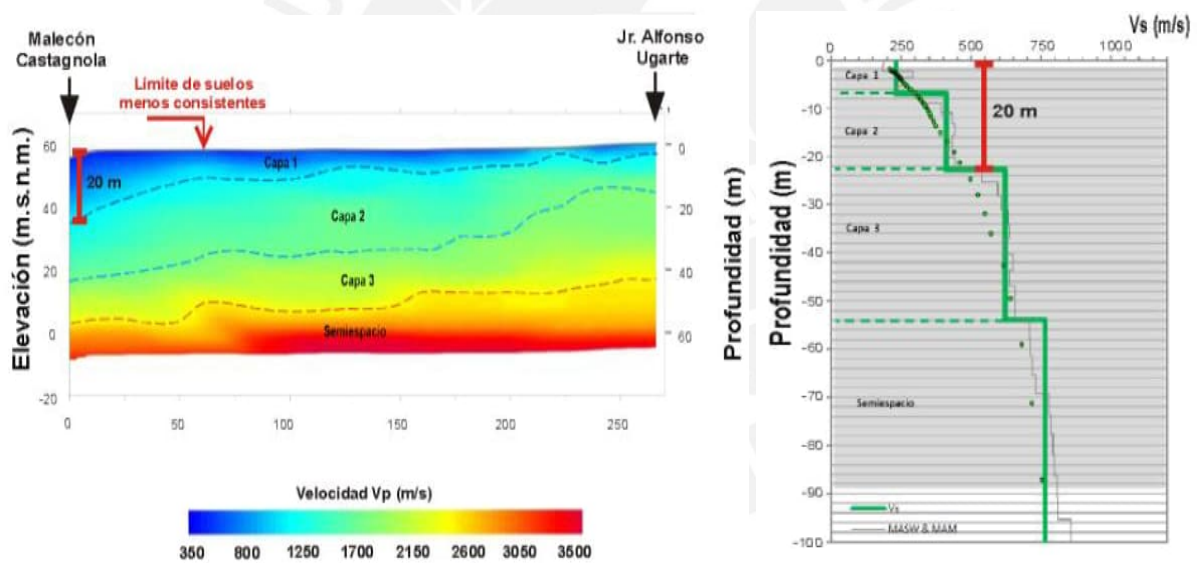 Malecón
Castagnola
Límite de suelos
menos consistentes
Jr. Alfonso
Ugarte
Elevación (m.s.n.m.)
60
40
20
0
-20
20 m
Capa 1
Capa 2
Capa 3
Semiespacio
0
20
40
60
Profundidad (m)
0
50
100
150
200
250
Velocidad Vp (m/s)
350
800
1250
1700
2150
2600
3050
3500
Vs (m/s)
0
250
500
750
1000
Profundidad (m)
0
-10
-20
-30
-40
-50
-60
-70
-80
-90
-100
Capa 1
Capa 2
Capa 3
Semiespacio
20 m
Vs
MASW & MAM